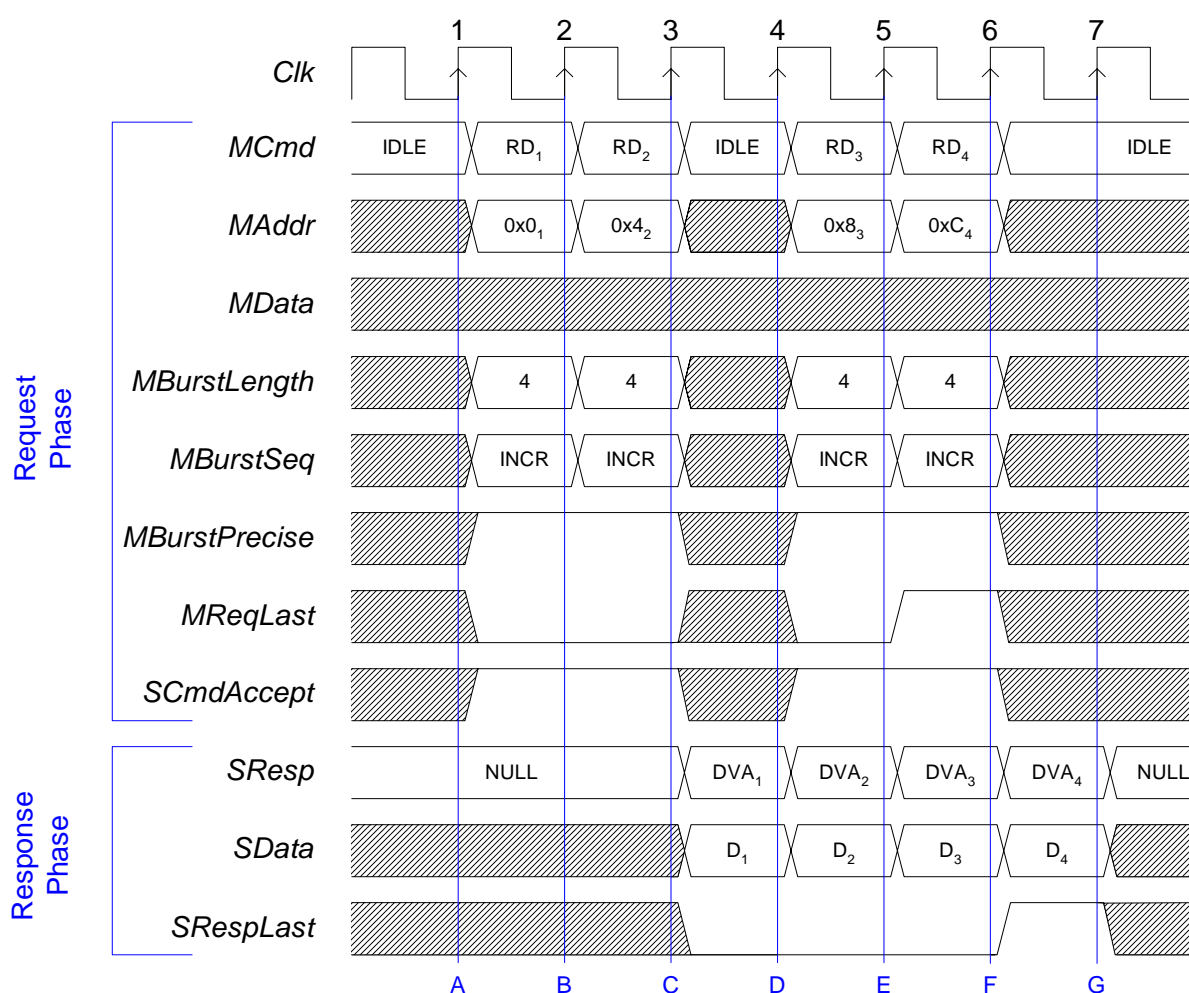 1 2 3 4 5 6 7
Clk
MCmd IDLE RD1 RD2 IDLE RD3 RD4 IDLE
MAddr 0x01 0x42 0x83 0xC4
MData
MBurstLength 4 4 4 4
MBurstSeq INCR INCR INCR INCR
MBurstPrecise
MReqLast
SCmdAccept
Request
Phase
SResp NULL DVA1 DVA2 DVA3 DVA4 NULL
SData D1 D2 D3 D4
SRespLast
Response
Phase
A B C D E F G